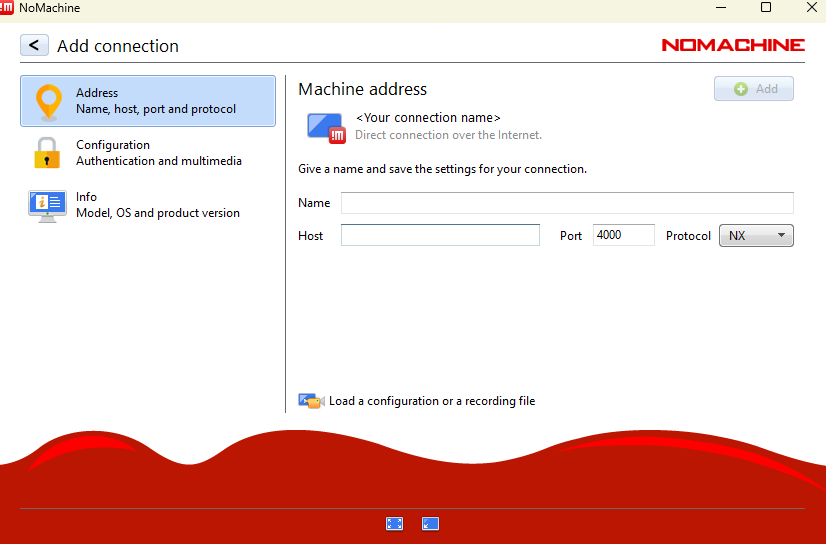 !m NoMachine
< Add connection
NOMACHINE
Address
Name, host, port and protocol
Configuration
Authentication and multimedia
Info
Model, OS and product version
Machine address
Add
<Your connection name>
!m
Direct connection over the Internet.
Give a name and save the settings for your connection.
Name
Host
Port 4000 Protocol NX
Load a configuration or a recording file